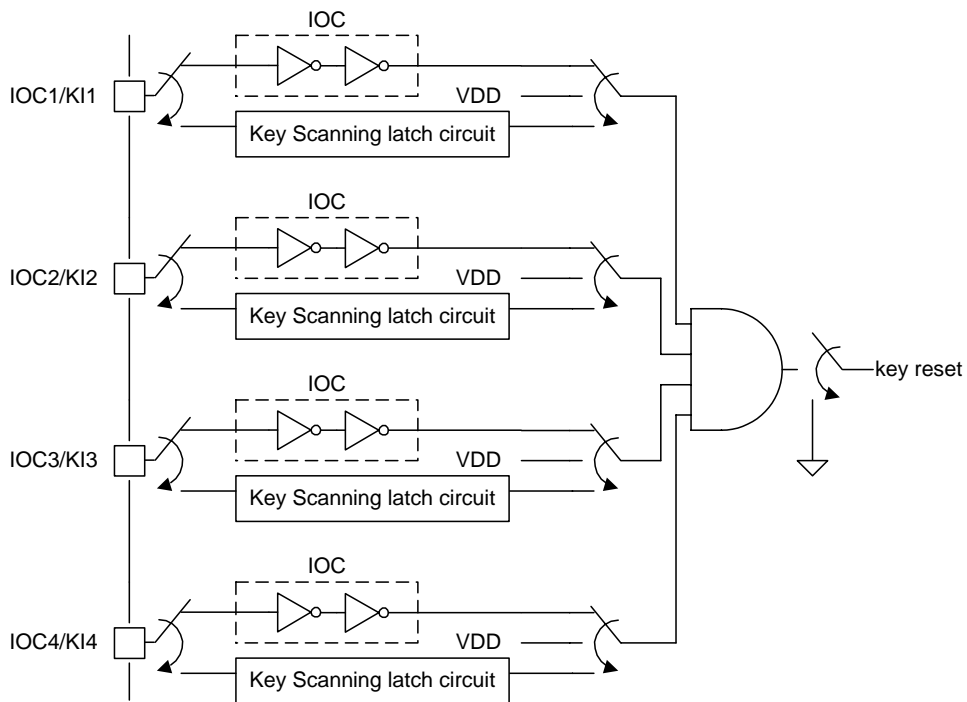 IOC
IOC1/KI1
VDD
Key Scanning latch circuit
IOC
IOC2/KI2
VDD
Key Scanning latch circuit
key reset
IOC
IOC3/KI3
VDD
Key Scanning latch circuit
IOC
IOC4/KI4
VDD
Key Scanning latch circuit